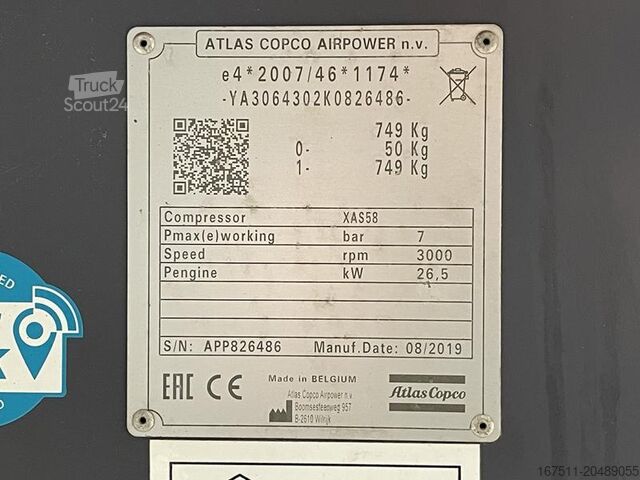 ATLAS COPCO AIRPOWER n.v.
e4*2007/46*1174*
-YA3064302K0826486-
749 Kg
0- 50 Kg
1- 749 Kg
Compressor XAS58
Pmax(e)working bar 7
Speed rpm 3000
Pengine kW 26,5
S/N: APP826486 Manuf.Date: 08/2019
EAC CE
Made in BELGIUM
Atlas Copco Airpower n.v.
Boomsesteenweg 957
B-2610 Wilrijk
Atlas Copco
Truck
Scout24
167511-20489055